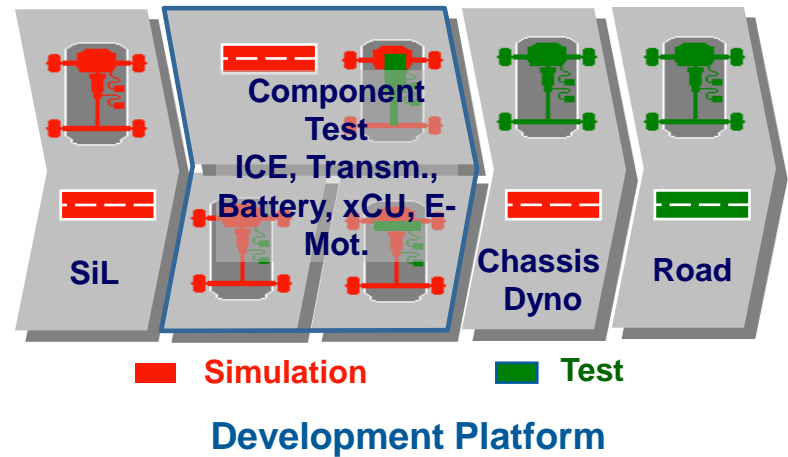 Component
Test
ICE, Transm.,
Battery, xCU, E-
Mot.
SiL
Chassis
Dyno
Road
Simulation
Test
Development Platform